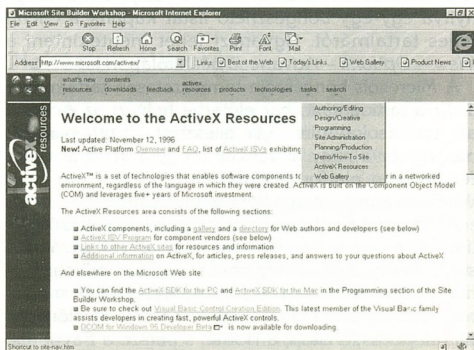 Microsoft Site Builder Workshop - Microsoft Internet Explorer
File Edit View Go Favorites Help
Stop Refresh Home Search Favorites Print Font Mail
Address http://www.microsoft.com/activex/ Links Best of the Web Today's Links Web Gallery Product News
what's new contents activex
resources downloads feedback resources products technologies tasks search
Authoring/Editing
Design/Creative
Programming
Site Administration
Planning/Production
Demo/How-To Site
ActiveX Resources
Web Gallery
activex resources
Welcome to the ActiveX Resources
Last updated: November 12, 1996
New! Active Platform Overview and FAQ, list of ActiveX ISVs exhibiting
ActiveX™ is a set of technologies that enables software components to r in a networked
environment, regardless of the language in which they were created. ActiveX is built on the Component Object Model
(COM) and leverages five+ years of Microsoft investment.
The ActiveX Resources area consists of the following sections:
ActiveX components, including a gallery and a directory for Web authors and developers (see below)
ActiveX ISV Program for component vendors (see below)
Links to other ActiveX sites for resources and information
Additional information on ActiveX, for articles, press releases, and answers to your questions about ActiveX
And elsewhere on the Microsoft Web site:
You can find the ActiveX SDK for the PC and ActiveX SDK for the Mac in the Programming section of the Site
Builder Workshop.
Be sure to check out Visual Basic Control Creation Edition. This latest member of the Visual Basic family
assists developers in creating fast, powerful ActiveX controls.
DCOM for Windows 95 Developer Beta is now available for downloading.
Shortcut to site-nav.htm